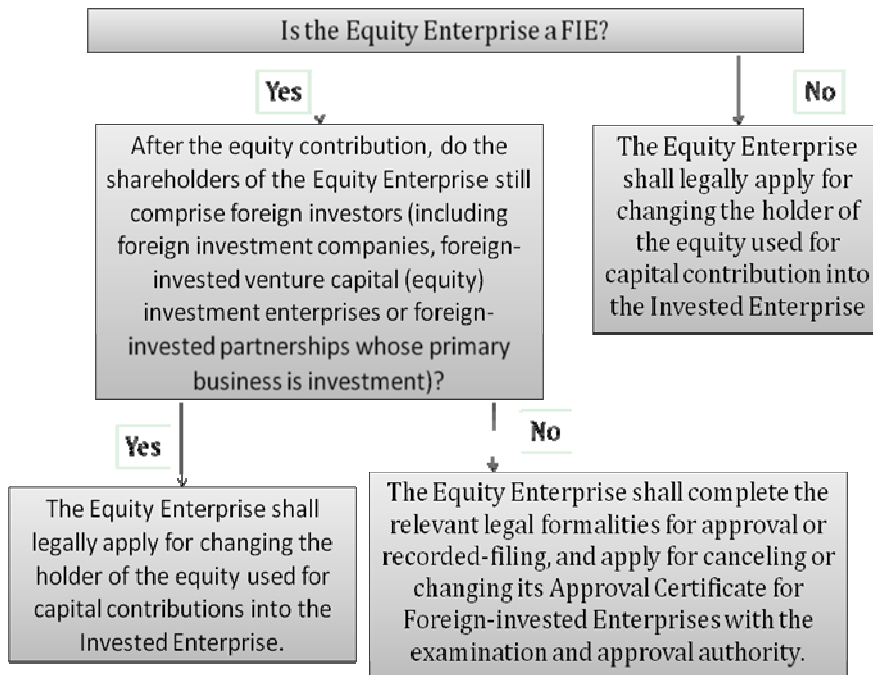 Is the Equity Enterprise a FIE?
Yes
No
After the equity contribution, do the
shareholders of the Equity Enterprise still
comprise foreign investors (including
foreign investment companies, foreign-
invested venture capital (equity)
investment enterprises or foreign-
invested partnerships whose primary
business is investment)?
The Equity Enterprise
shall legally apply for
changing the holder of
the equity used for
capital contribution into
the Invested Enterprise
Yes
No
The Equity Enterprise shall
legally apply for changing the
holder of the equity used for
capital contributions into the
Invested Enterprise.
The Equity Enterprise shall complete the
relevant legal formalities for approval or
recorded-filing, and apply for canceling or
changing its Approval Certificate for
Foreign-invested Enterprises with the
examination and approval authority.